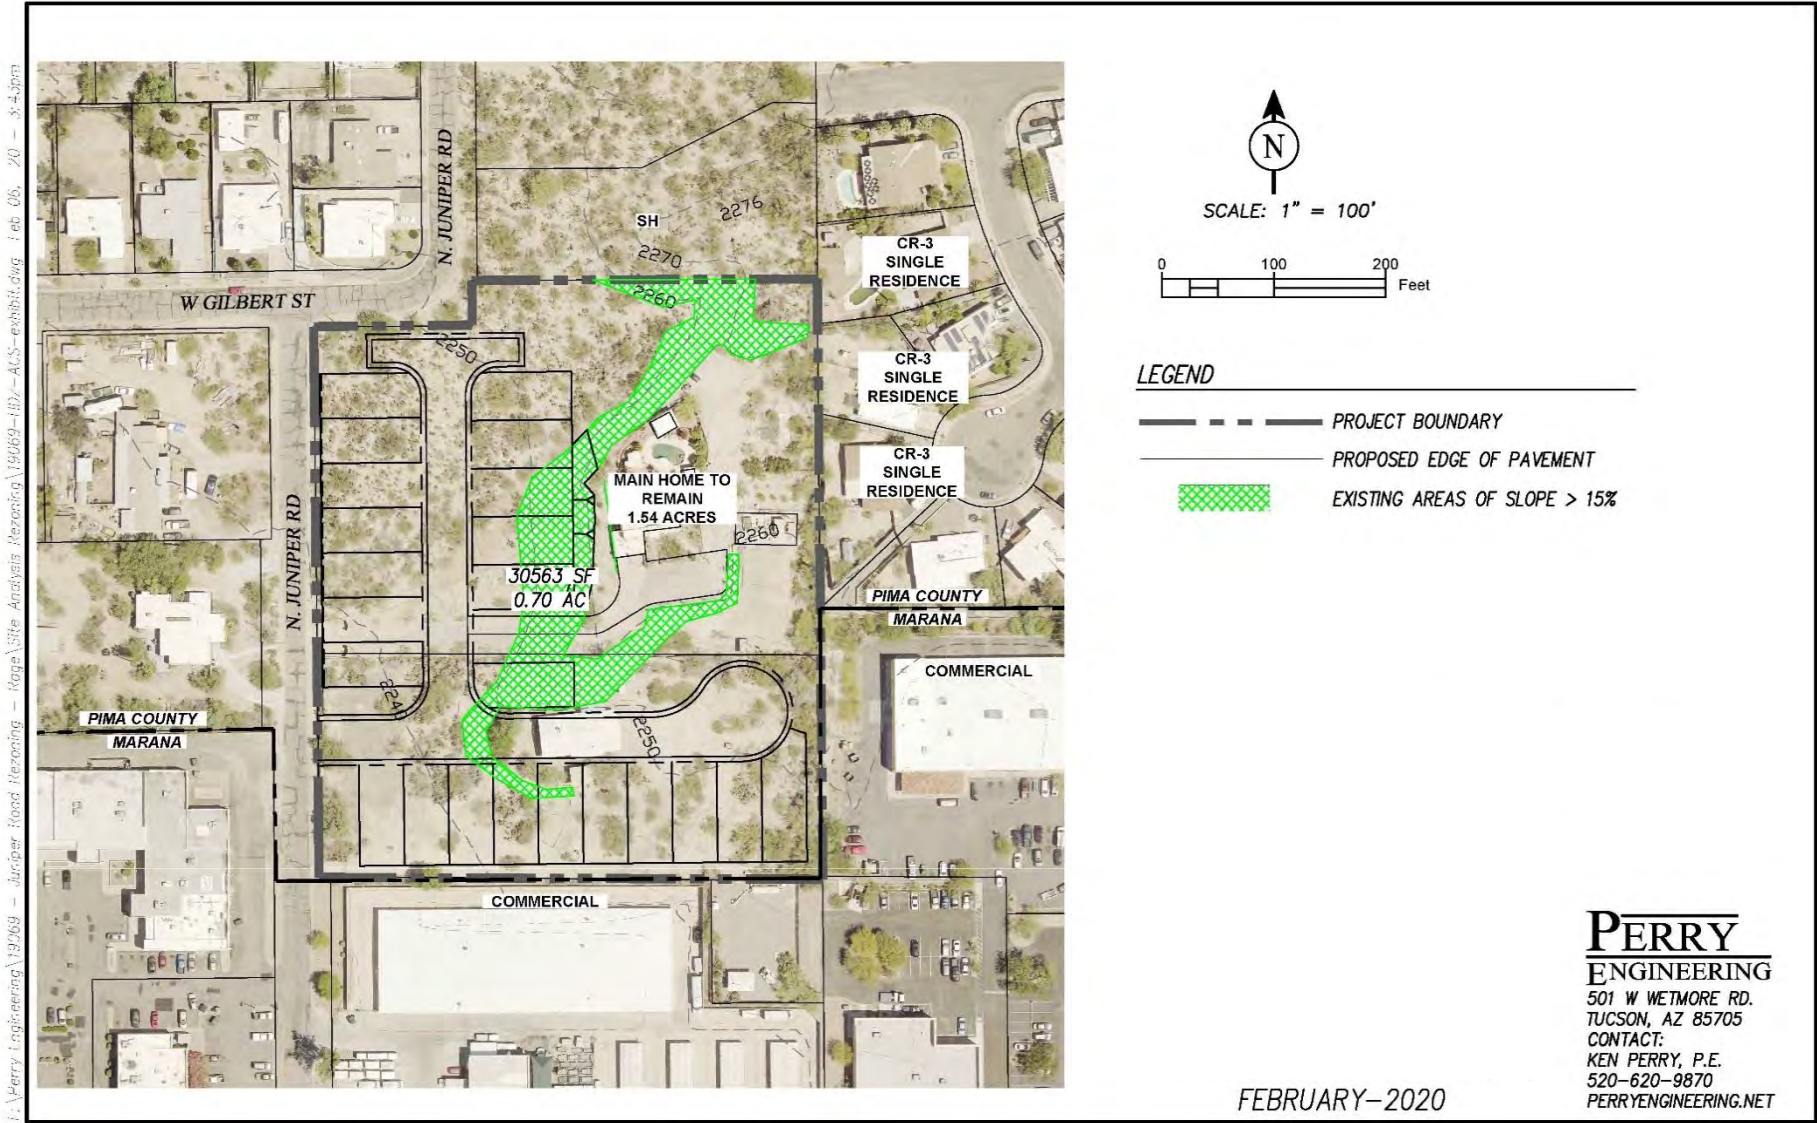 N. JUNIPER RD
W GILBERT ST
SH
2276
2270
2260
2250
CR-3
SINGLE
RESIDENCE
CR-3
SINGLE
RESIDENCE
CR-3
SINGLE
RESIDENCE
MAIN HOME TO
REMAIN
1.54 ACRES
2260
N. JUNIPER RD
30563 SF
0.70 AC
PIMA COUNTY
MARANA
COMMERCIAL
2240
2250
PIMA COUNTY
MARANA
COMMERCIAL
N
SCALE: 1" = 100'
0 100 200
Feet
LEGEND
PROJECT BOUNDARY
PROPOSED EDGE OF PAVEMENT
EXISTING AREAS OF SLOPE > 15%
PERRY
ENGINEERING
501 W WETMORE RD.
TUCSON, AZ 85705
CONTACT:
KEN PERRY, P.E.
520-620-9870
PERRYENGINEERING.NET
FEBRUARY-2020